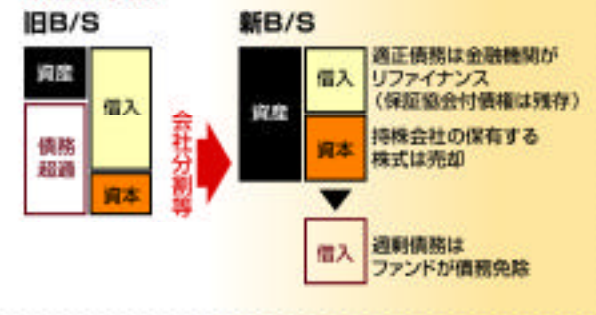 旧B/S
新B/S
資産
借入
債務
超過
資本
会社分割等
資産
借入
資本
適正債務は金融機関が
リファイナンス
（保証協会付債権は残存）
持株会社の保有する
株式は売却
借入
過剰債務は
ファンドが債務免除